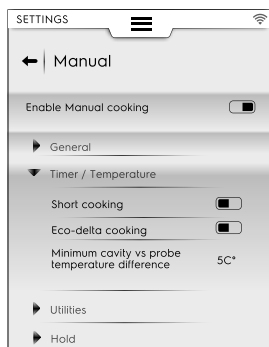 SETTINGS
Manual
Enable Manual cooking
General
Timer / Temperature
Short cooking
Eco-delta cooking
Minimum cavity vs probe
temperature difference
5C°
Utilities
Hold